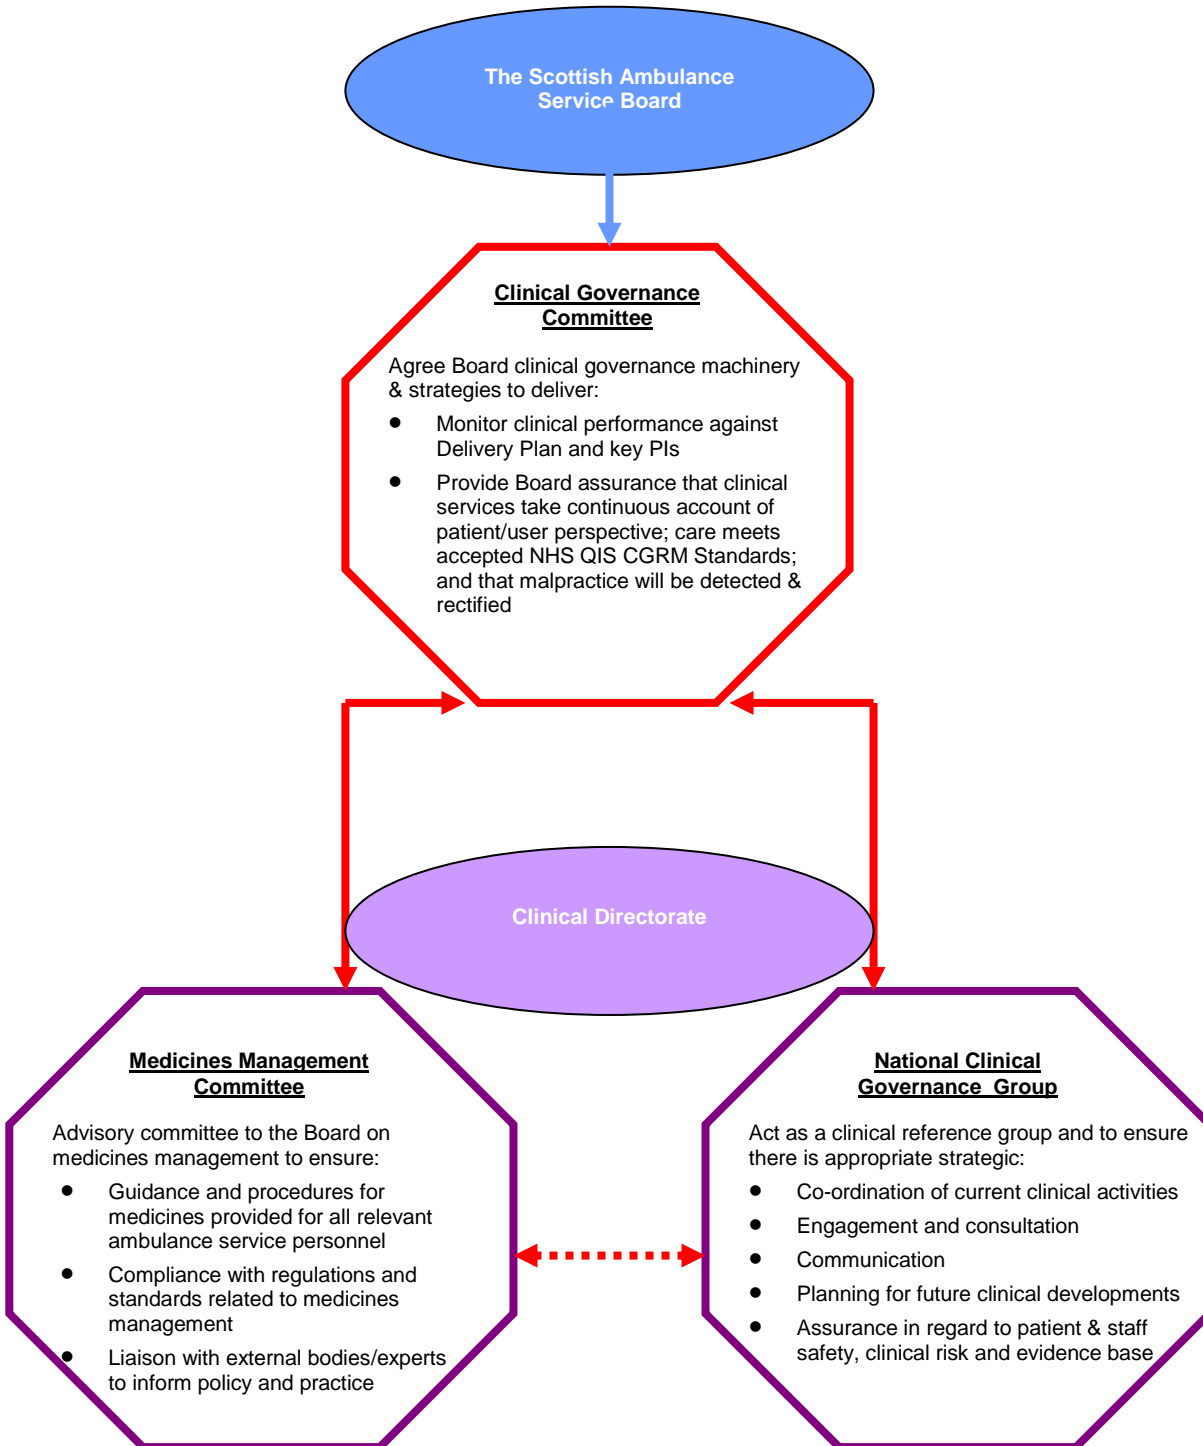 The Scottish Ambulance
Service Board
Clinical Governance
Committee
Agree Board clinical governance machinery
& strategies to deliver:
● Monitor clinical performance against
Delivery Plan and key PIs
● Provide Board assurance that clinical
services take continuous account of
patient/user perspective; care meets
accepted NHS QIS CGRM Standards;
and that malpractice will be detected &
rectified
Clinical Directorate
Medicines Management
Committee
Advisory committee to the Board on
medicines management to ensure:
● Guidance and procedures for
medicines provided for all relevant
ambulance service personnel
● Compliance with regulations and
standards related to medicines
management
● Liaison with external bodies/experts
to inform policy and practice
National Clinical
Governance  Group
Act as a clinical reference group and to ensure
there is appropriate strategic:
● Co-ordination of current clinical activities
● Engagement and consultation
● Communication
● Planning for future clinical developments
● Assurance in regard to patient & staff
safety, clinical risk and evidence base